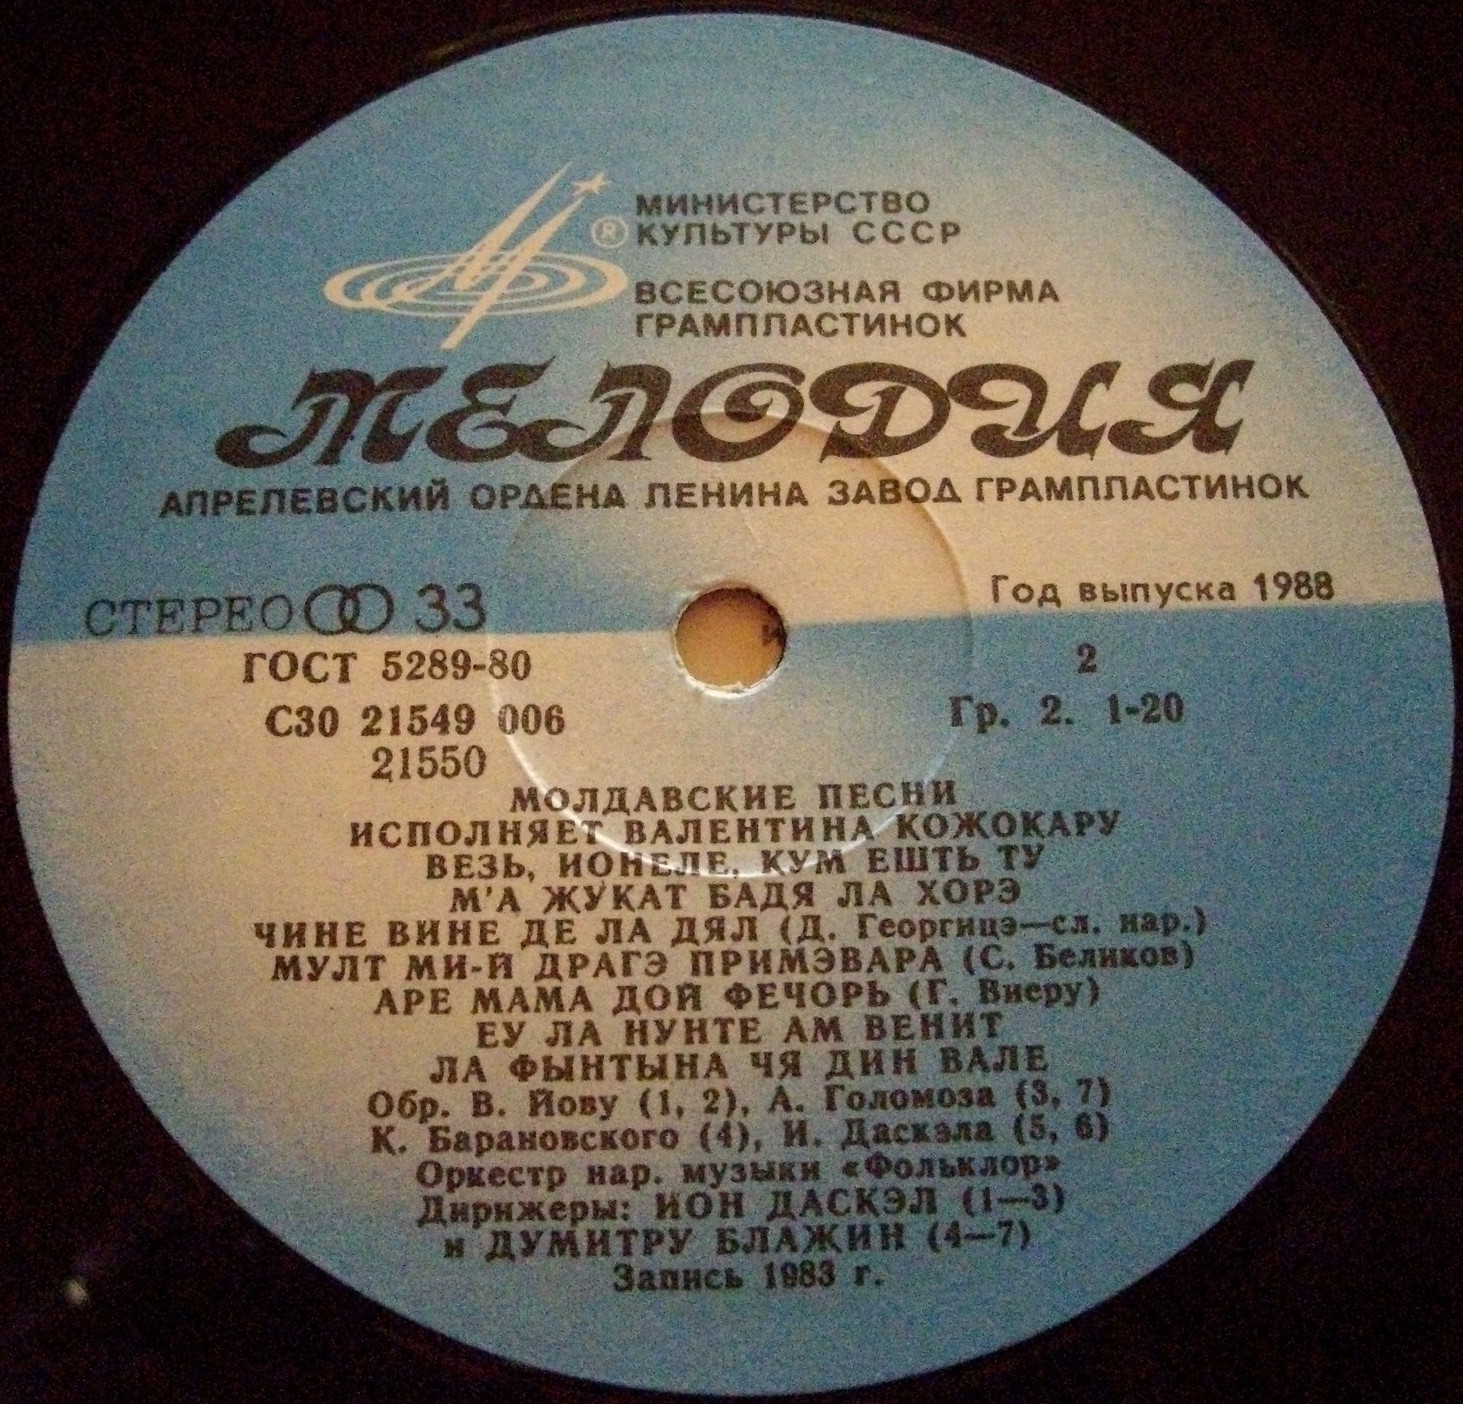 МИНИСТЕРСТВО
КУЛЬТУРЫ СССР
®
ВСЕСОЮЗНАЯ ФИРМА
ГРАМПЛАСТИНОК
МЕЛОДИЯ
АПРЕЛЕВСКИЙ ОРДЕНА ЛЕНИНА ЗАВОД ГРАМПЛАСТИНОК
СТЕРЕО 33
Год выпуска 1988
ГОСТ 5289-80
2
С30 21549 006
Гр. 2. 1-20
21550
МОЛДАВСКИЕ ПЕСНИ
ИСПОЛНЯЕТ ВАЛЕНТИНА КОЖОКАРУ
ВЕЗЬ, ИОНЕЛЕ, КУМ ЕШТЬ ТУ
М'А ЖУКАТ БАДЯ ЛА ХОРЭ
ЧИНЕ ВИНЕ ДЕ ЛА ДЯЛ (Д. Георгицэ—сл. нар.)
МУЛТ МИ-Й ДРАГЭ ПРИМЭВАРА (С. Беликов)
АРЕ МАМА ДОЙ ФЕЧОРЬ (Г. Виеру)
ЕУ ЛА НУНТЕ АМ ВЕНИТ
ЛА ФЫНТЫНА ЧЯ ДИН ВАЛЕ
Обр. В. Йову (1, 2), А. Голомоза (3, 7)
К. Барановского (4), И. Даскэла (5, 6)
Оркестр нар. музыки «Фольклор»
Дирижеры: ИОН ДАСКЭЛ (1—3)
и ДУМИТРУ БЛАЖИН (4—7)
Запись 1983 г.